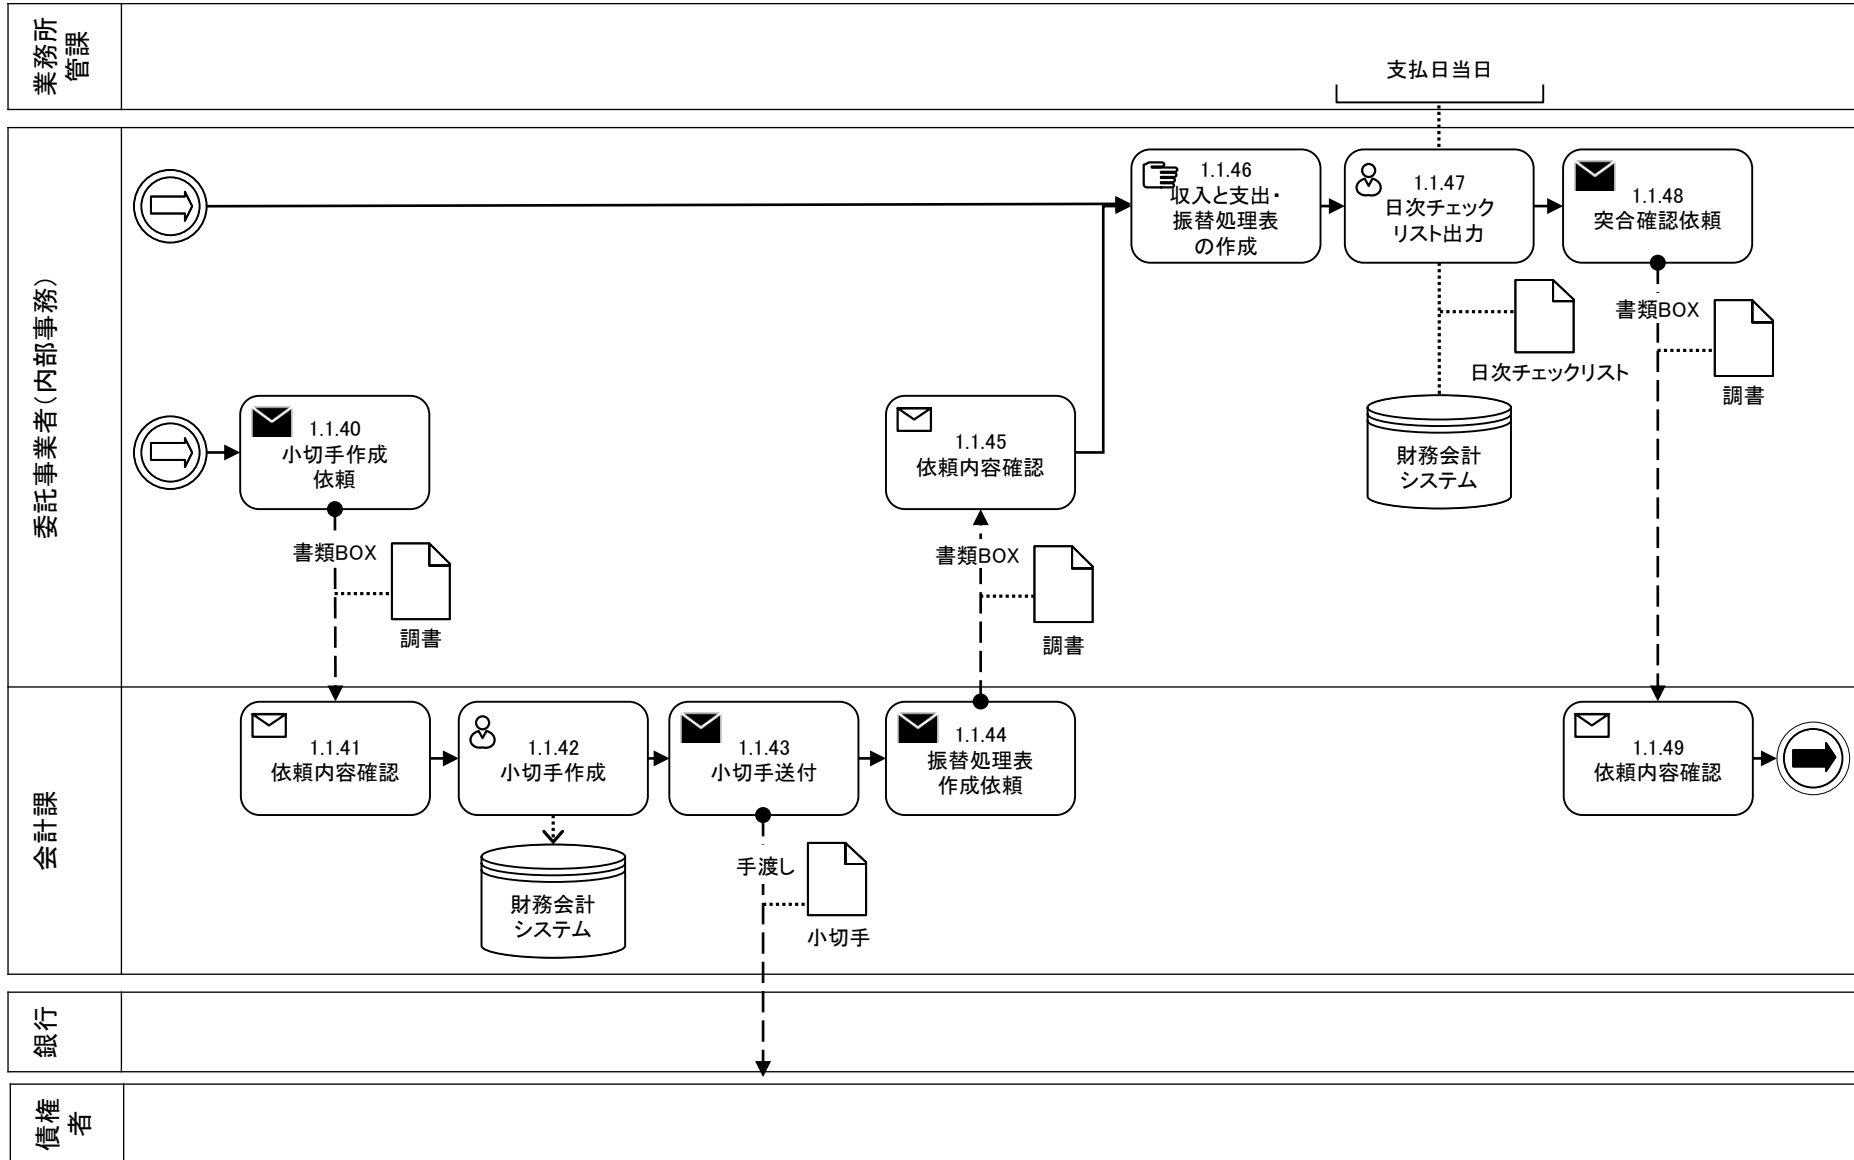 業務所
管課
支払日当日
委託事業者(内部事務)
1.1.46
収入と支出・
振替処理表
の作成
1.1.47
日次チェック
リスト出力
1.1.48
突合確認依頼
書類BOX
調書
日次チェックリスト
財務会計
システム
1.1.40
小切手作成
依頼
書類BOX
調書
1.1.45
依頼内容確認
書類BOX
調書
会計課
1.1.41
依頼内容確認
1.1.42
小切手作成
1.1.43
小切手送付
1.1.44
振替処理表
作成依頼
1.1.49
依頼内容確認
財務会計
システム
手渡し
小切手
銀行
債権
者